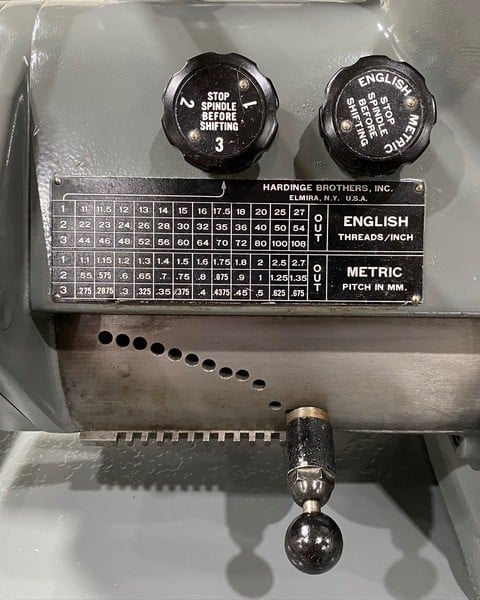 STOP
SPINDLE
BEFORE
SHIFTING
1
2
3
ENGLISH
METRIC
STOP
SPINDLE
BEFORE
SHIFTING
HARDINGE BROTHERS, INC.
ELMIRA, N.Y. U.S.A.
1 11 11.5 12 13 14 15 16 17.5 18 20 25 27
2 22 23 24 26 28 30 32 35 36 40 50 54
3 44 46 48 52 56 60 64 70 72 80 100 108
OUT
ENGLISH
THREADS/INCH
1 1.1 1.15 1.2 1.3 1.4 1.5 1.6 1.75 1.8 2 2.5 2.7
2 .55 .575 .6 .65 .7 .75 .8 .875 .9 1 1.25 1.35
3 .275 .2875 .3 .325 .35 .375 .4 .4375 .45 .5 .625 .675
OUT
METRIC
PITCH IN MM.